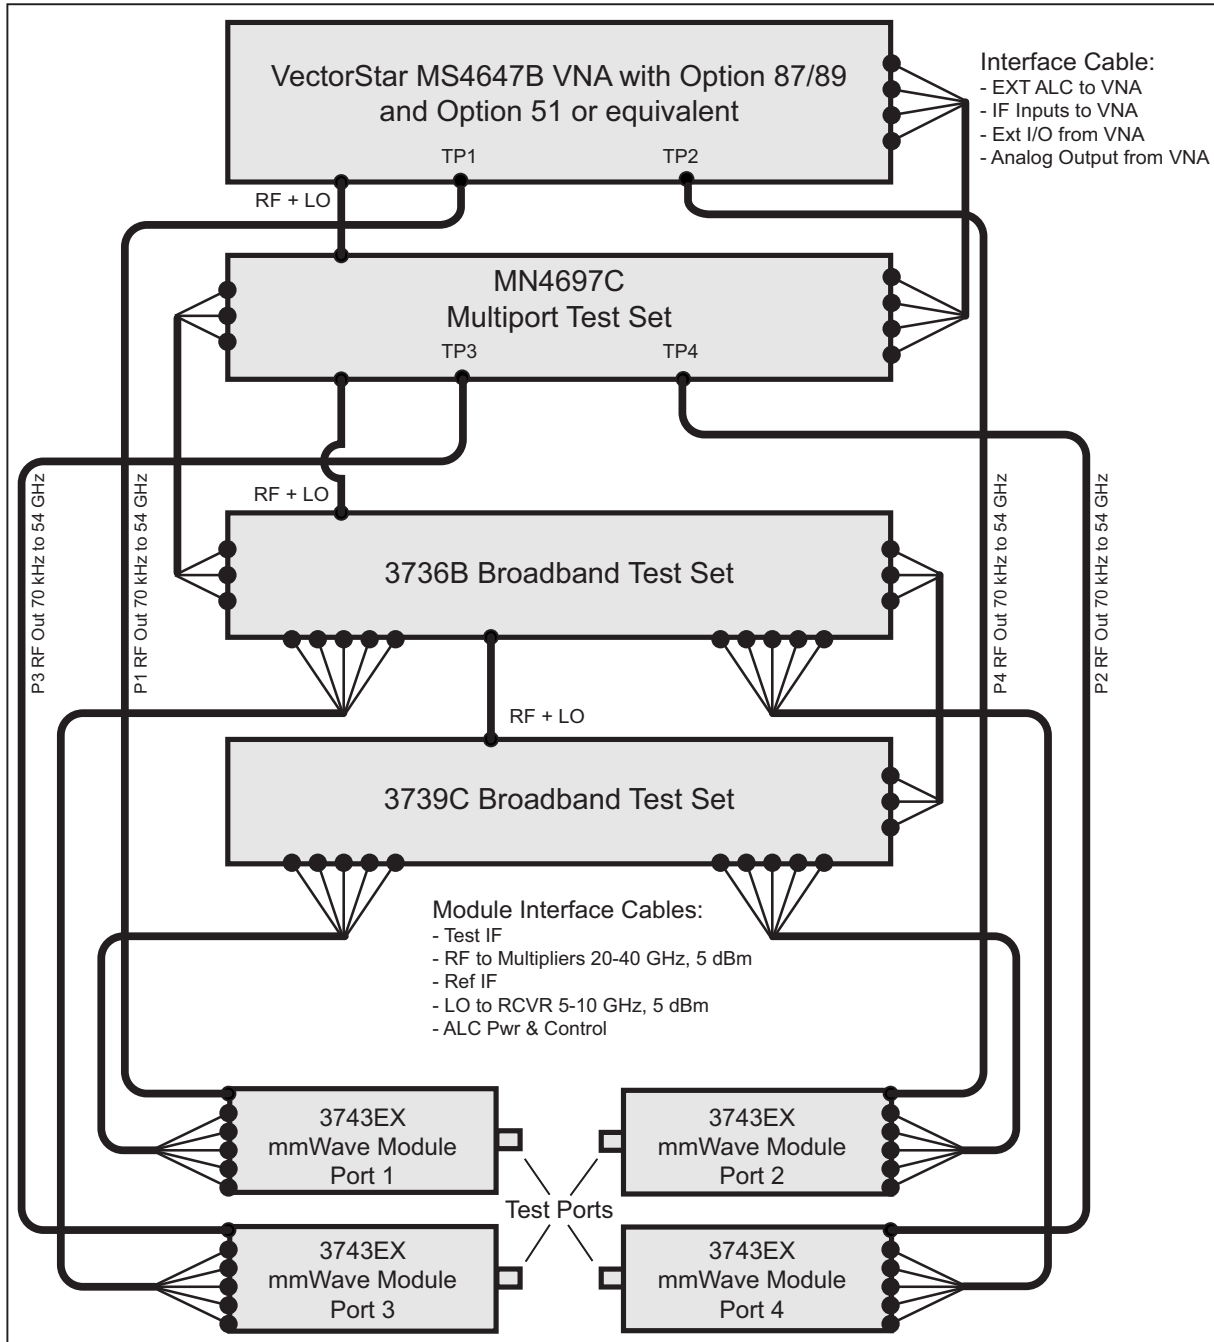 VectorStar MS4647B VNA with Option 87/89
and Option 51 or equivalent
TP1
TP2
Interface Cable:
- EXT ALC to VNA
- IF Inputs to VNA
- Ext I/O from VNA
- Analog Output from VNA
RF + LO
MN4697C
Multiport Test Set
TP3
TP4
P3 RF Out 70 kHz to 54 GHz
P1 RF Out 70 kHz to 54 GHz
RF + LO
P4 RF Out 70 kHz to 54 GHz
P2 RF Out 70 kHz to 54 GHz
3736B Broadband Test Set
RF + LO
3739C Broadband Test Set
Module Interface Cables:
- Test IF
- RF to Multipliers 20-40 GHz, 5 dBm
- Ref IF
- LO to RCVR 5-10 GHz, 5 dBm
- ALC Pwr & Control
3743EX
mmWave Module
Port 1
3743EX
mmWave Module
Port 2
Test Ports
3743EX
mmWave Module
Port 3
3743EX
mmWave Module
Port 4